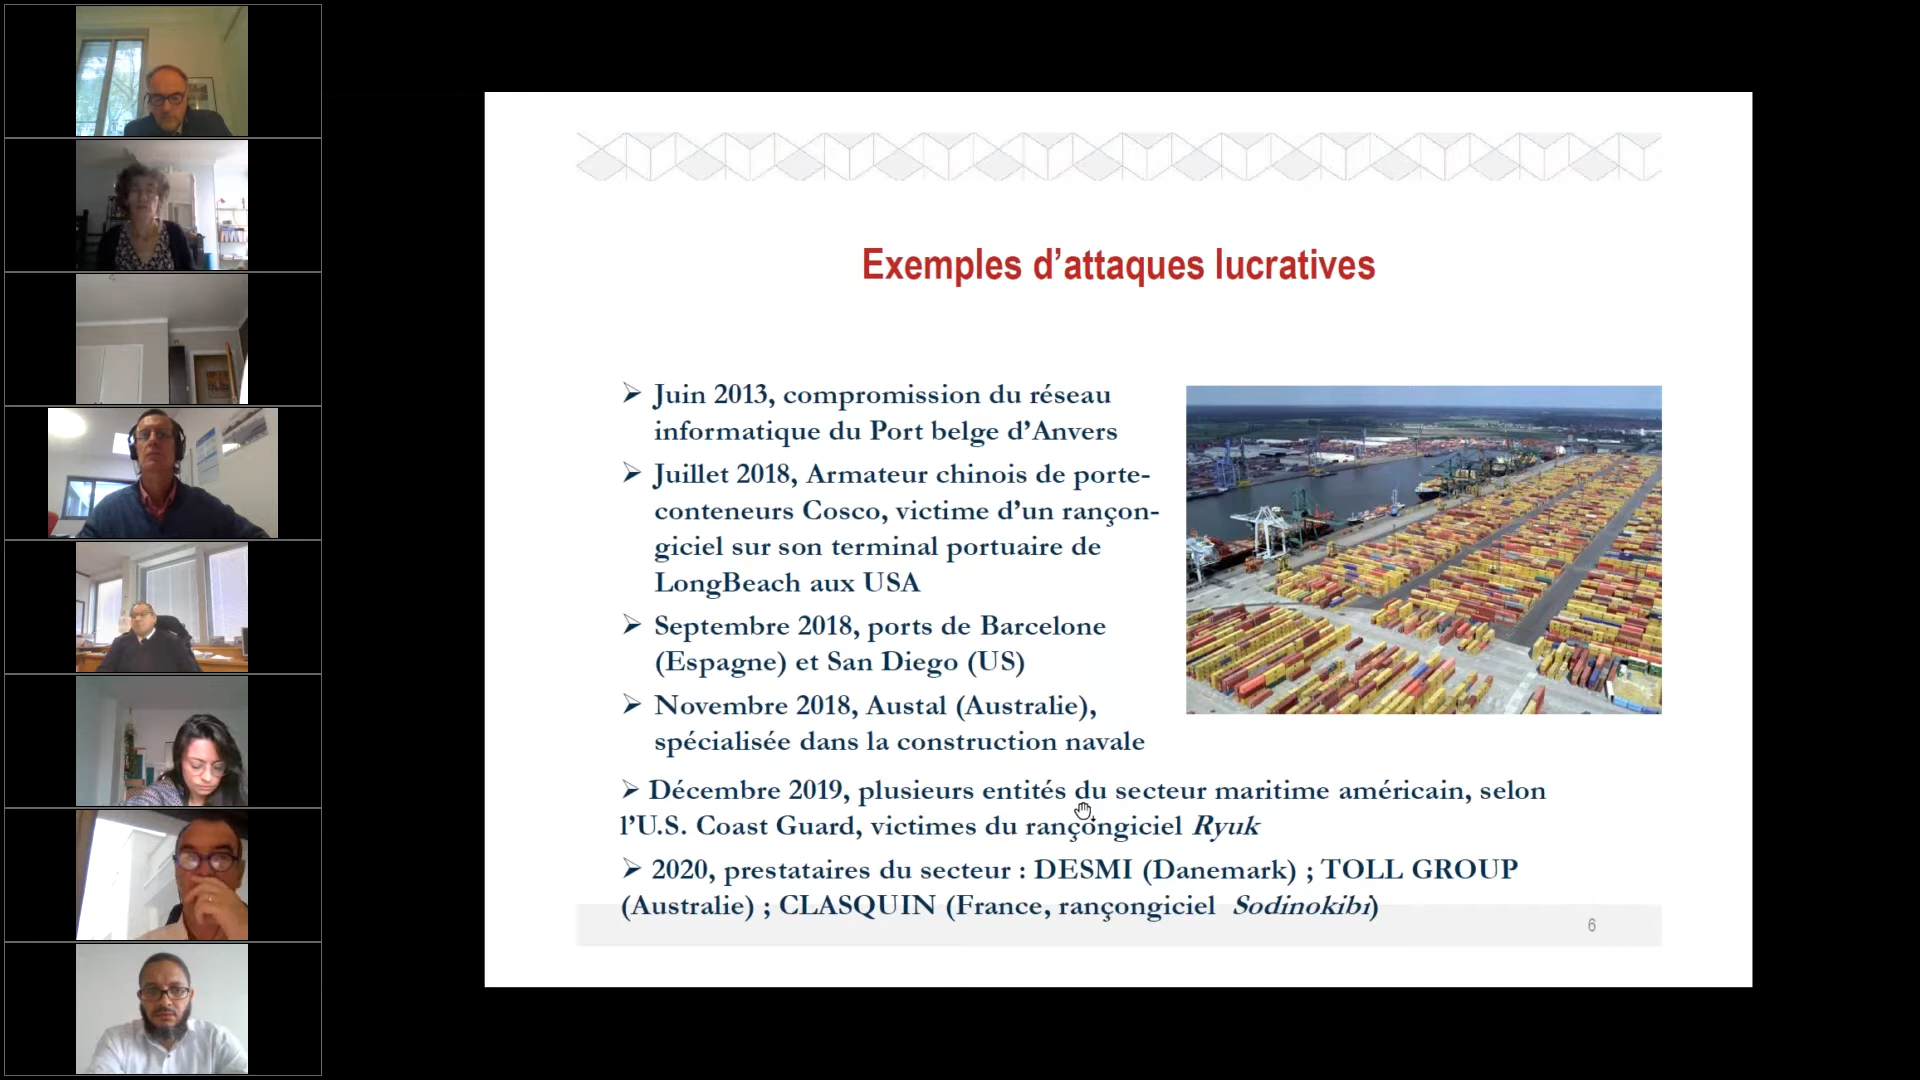 Exemples d’attaques lucratives
➢ Juin 2013, compromission du réseau
informatique du Port belge d’Anvers
➢ Juillet 2018, Armateur chinois de porte-
conteneurs Cosco, victime d’un rançon-
giciel sur son terminal portuaire de
LongBeach aux USA
➢ Septembre 2018, ports de Barcelone
(Espagne) et San Diego (US)
➢ Novembre 2018, Austal (Australie),
spécialisée dans la construction navale
➢ Décembre 2019, plusieurs entités du secteur maritime américain, selon
l’U.S. Coast Guard, victimes du rançongiciel Ryuk
➢ 2020, prestataires du secteur : DESMI (Danemark) ; TOLL GROUP
(Australie) ; CLASQUIN (France, rançongiciel Sodinokibi)
6